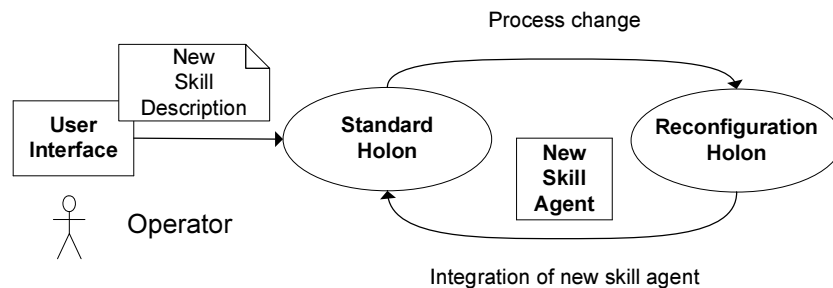 Process change
New
Skill
Description
User
Interface
Standard
Holon
Reconfiguration
Holon
New
Skill
Agent
Operator
Integration of new skill agent